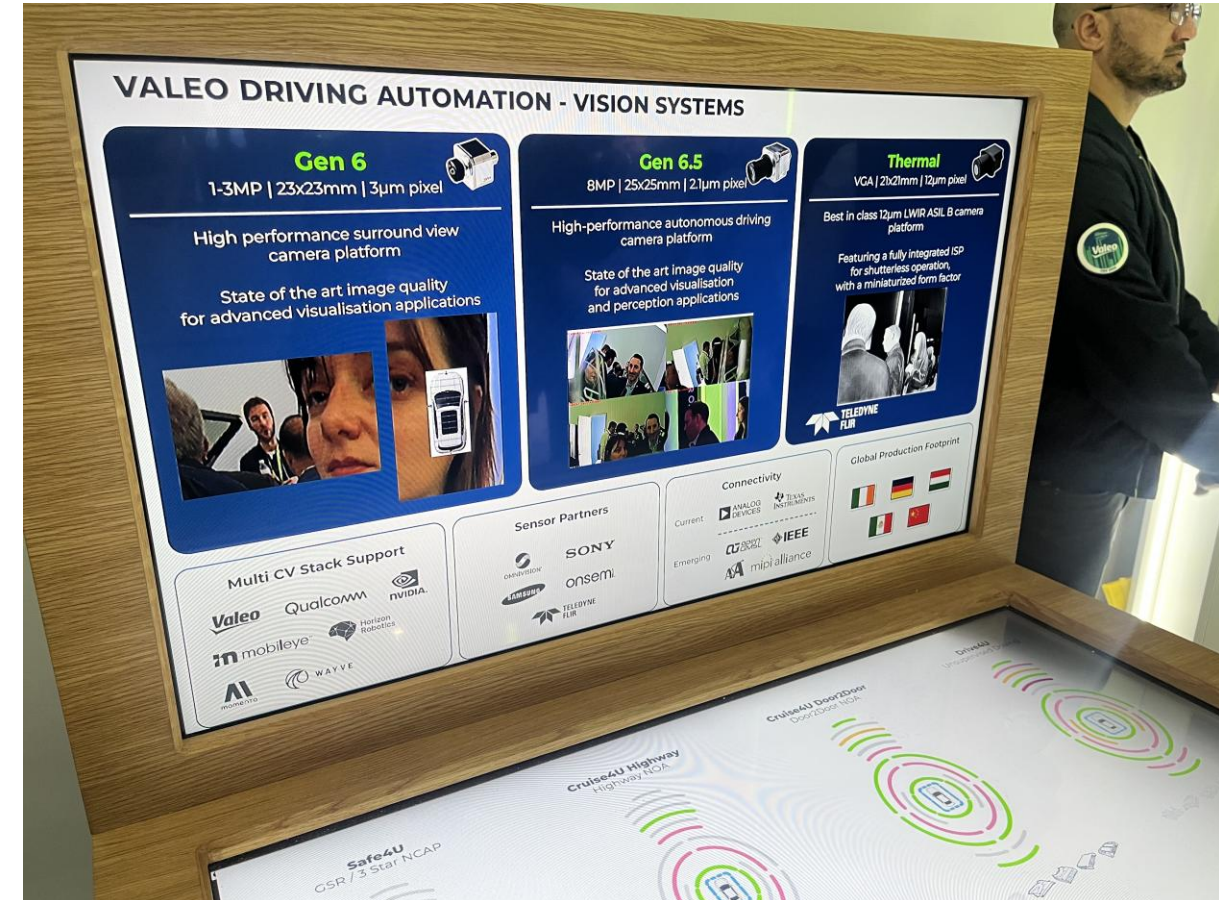 VALEO DRIVING AUTOMATION - VISION SYSTEMS
Gen 6
1-3MP | 23x23mm | 3µm pixel
High performance surround view
camera platform
State of the art image quality
for advanced visualisation applications
Gen 6.5
8MP | 25x25mm | 2.1µm pixel
High-performance autonomous driving
camera platform
State of the art image quality
for advanced visualisation
and perception applications
Thermal
VGA | 21x21mm | 12µm pixel
Best in class 12µm LWIR ASIL B camera
platform
Featuring a fully integrated ISP
for shutterless operation,
with a miniaturized form factor
TELEDYNE
FLIR
Multi CV Stack Support
Valeo
Qualcomm
NVIDIA.
mobileye
Horizon
Robotics
momenta
WAYVE
Sensor Partners
OMNIVISION
SONY
SAMSUNG
onsemi
TELEDYNE
FLIR
Connectivity
Current
ANALOG
DEVICES
TEXAS
INSTRUMENTS
Emerging
open
GMSL
IEEE
mipi alliance
Global Production Footprint
Valeo
Safe4U
GSR / 3 Star NCAP
Cruise4U Highway
Highway NOA
Cruise4U Door2Door
Door2Door NOA
Drive4U